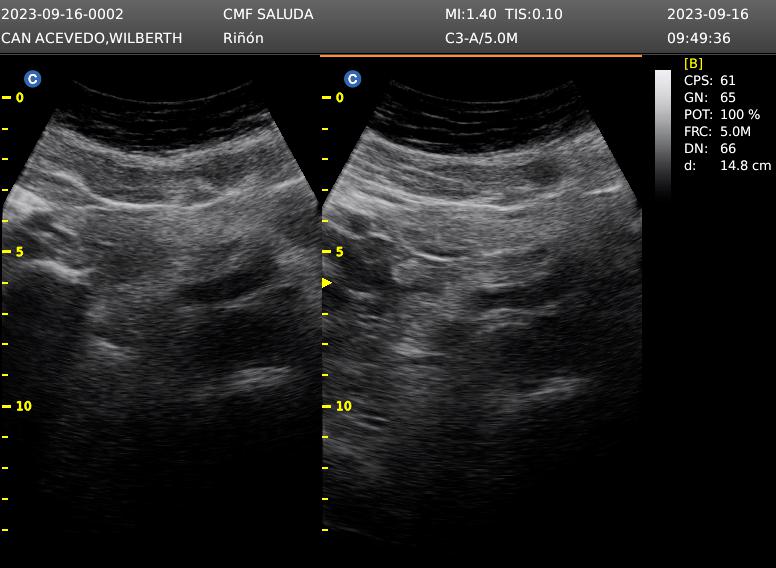 2023-09-16-0002 CMF SALUDA MI:1.40 TIS:0.10 2023-09-16
CAN ACEVEDO,WILBERTH Riñón C3-A/5.0M 09:49:36
[B]
C C CPS: 61
0 0 GN: 65
POT: 100 %
FRC: 5.0M
DN: 66
d: 14.8 cm
5 5
10 10